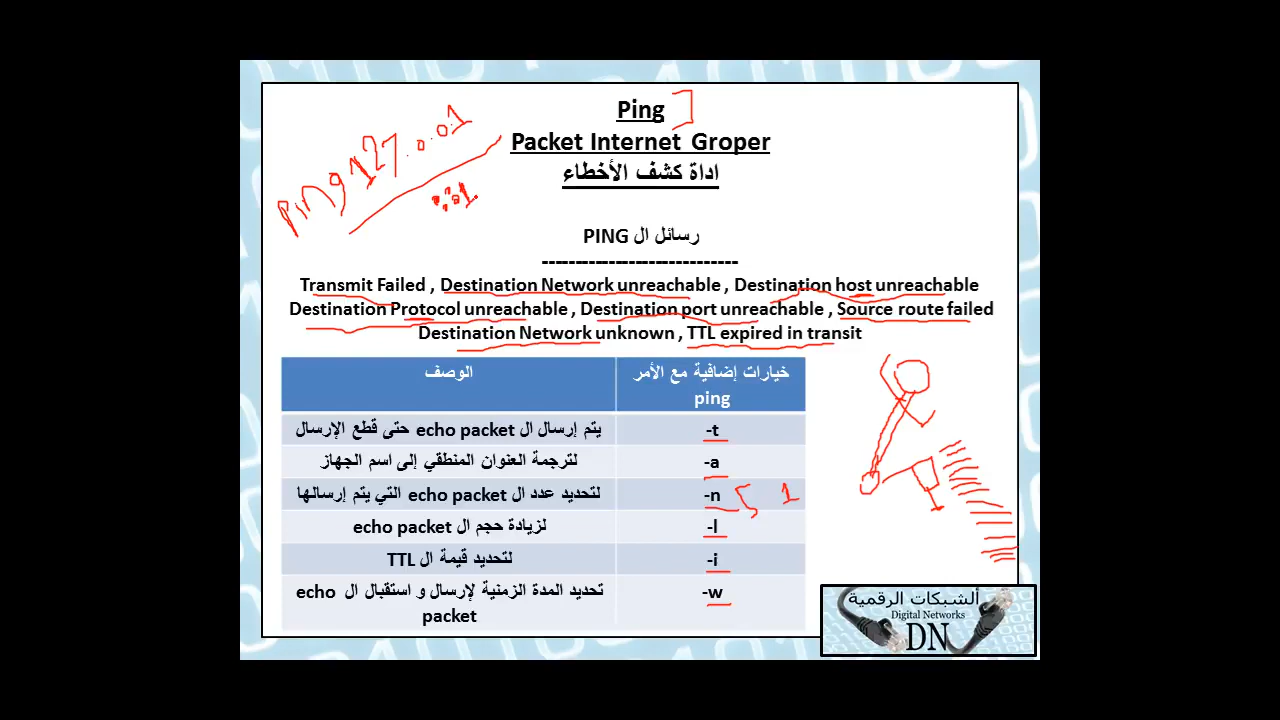 Ping
Packet Internet Groper
اداة كشف الأخطاء
ping 127.0.0.1
::1
رسائل ال PING
----------------------------
Transmit Failed , Destination Network unreachable , Destination host unreachable
Destination Protocol unreachable , Destination port unreachable , Source route failed
Destination Network unknown , TTL expired in transit
خيارات إضافية مع الأمر ping
الوصف
-t
يتم إرسال ال echo packet حتى قطع الإرسال
-a
لترجمة العنوان المنطقي إلى اسم الجهاز
-n 5 1
لتحديد عدد ال echo packet التي يتم إرسالها
-l
لزيادة حجم ال echo packet
-i
لتحديد قيمة ال TTL
-w
تحديد المدة الزمنية لإرسال و استقبال ال echo
packet
ألشبكات الرقمية
Digital Networks
DN